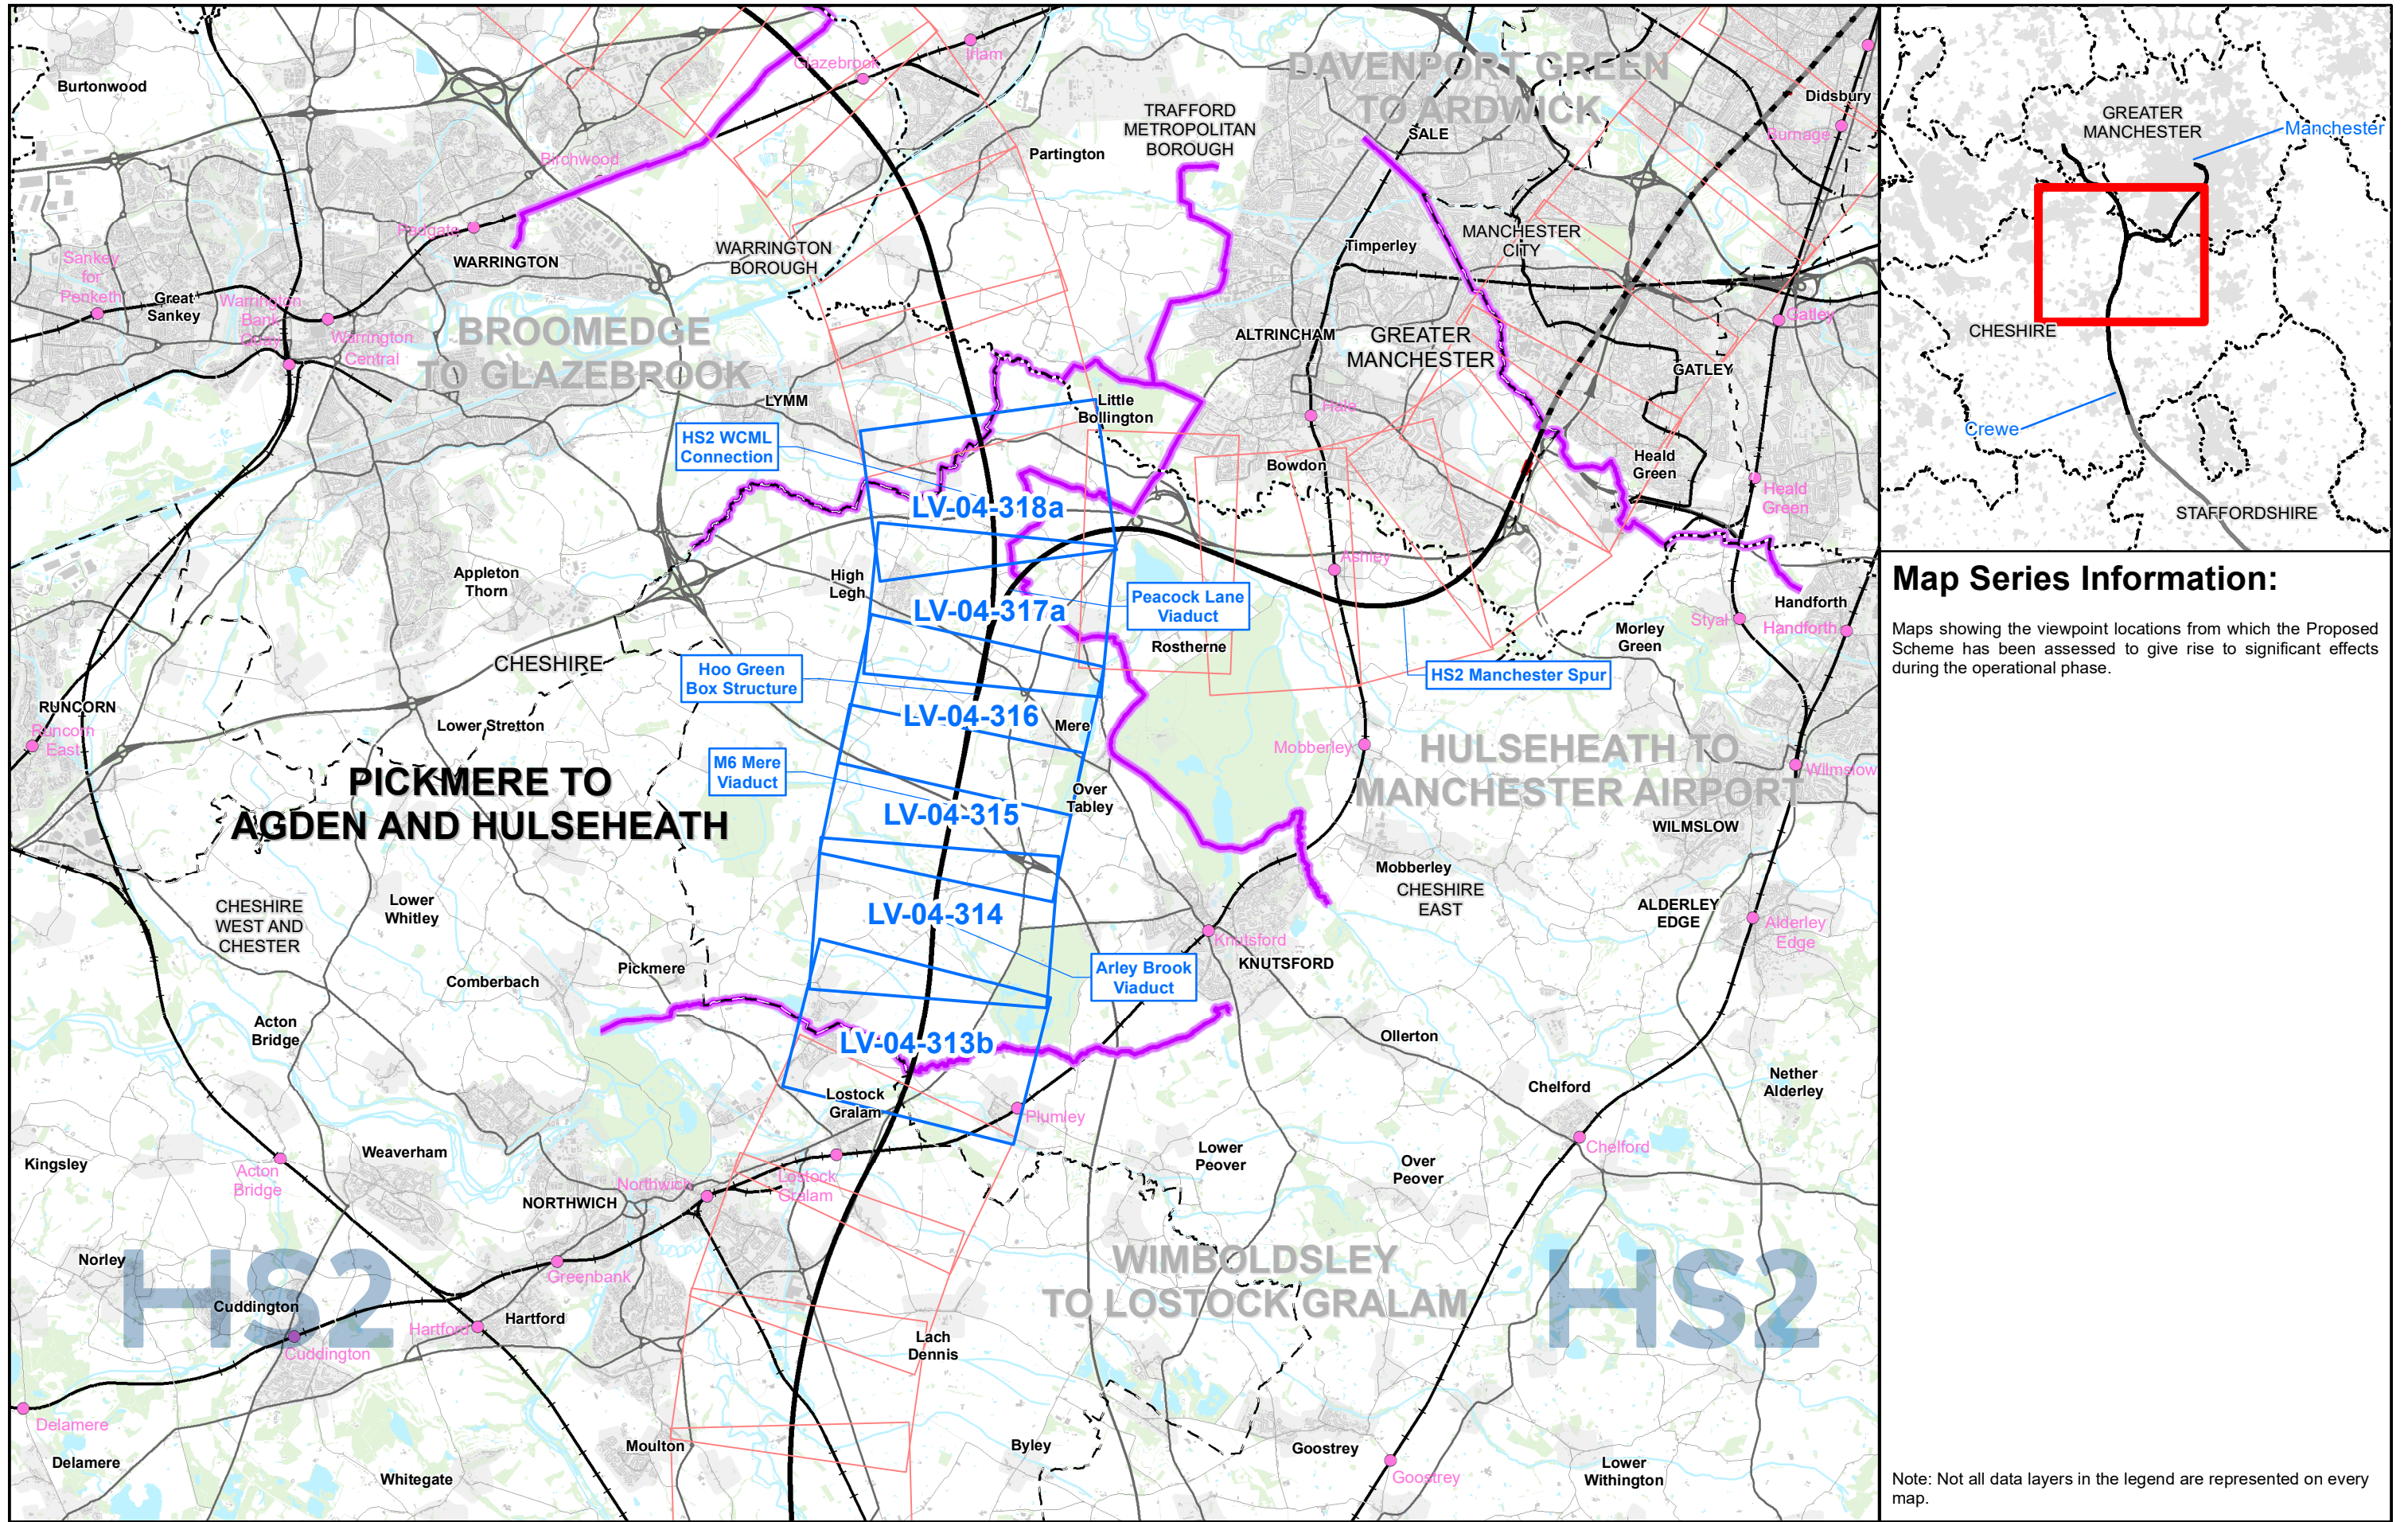 Burtonwood
Glazebrook
Irlam
DAVENPORT GREEN
TO ARDWICK
Didsbury
Burnage
TRAFFORD
METROPOLITAN
BOROUGH
SALE
Partington
Birchwood
Padgate
WARRINGTON
WARRINGTON
BOROUGH
Timperley
MANCHESTER
CITY
Sankey
for
Penketh
Great
Sankey
Warrington
Bank
Quay
Warrington
Central
BROOMEDGE
TO GLAZEBROOK
ALTRINCHAM
GREATER
MANCHESTER
Gatley
GATLEY
LYMM
Little
Bollington
Hale
HS2 WCML
Connection
Bowdon
Heald
Green
Heald
Green
LV-04-318a
Appleton
Thorn
High
Legh
Ashley
LV-04-317a
Peacock Lane
Viaduct
Rostherne
Handforth
Styal
Handforth
Morley
Green
CHESHIRE
Hoo Green
Box Structure
HS2 Manchester Spur
RUNCORN
Runcorn
East
Lower Stretton
LV-04-316
Mere
Mobberley
HULSEHEATH TO
MANCHESTER AIRPORT
Wilmslow
M6 Mere
Viaduct
PICKMERE TO
AGDEN AND HULSEHEATH
Over
Tabley
LV-04-315
WILMSLOW
Mobberley
CHESHIRE
EAST
CHESHIRE
WEST AND
CHESTER
Lower
Whitley
LV-04-314
ALDERLEY
EDGE
Alderley
Edge
Knutsford
KNUTSFORD
Comberbach
Pickmere
Arley Brook
Viaduct
Acton
Bridge
LV-04-313b
Ollerton
Lostock
Gralam
Plumley
Chelford
Nether
Alderley
Kingsley
Weaverham
Acton
Bridge
Lower
Peover
Over
Peover
Chelford
NORTHWICH
Northwich
Lostock
Gralam
Norley
HS2
Cuddington
Cuddington
Greenbank
Hartford
Hartford
WIMBOLDSLEY
TO LOSTOCK GRALAM
HS2
Lach
Dennis
Delamere
Delamere
Whitegate
Moulton
Byley
Goostrey
Goostrey
Lower
Withington
GREATER
MANCHESTER
Manchester
CHESHIRE
Crewe
STAFFORDSHIRE
Map Series Information:
Maps showing the viewpoint locations from which the Proposed
Scheme has been assessed to give rise to significant effects
during the operational phase.
Note: Not all data layers in the legend are represented on every
map.